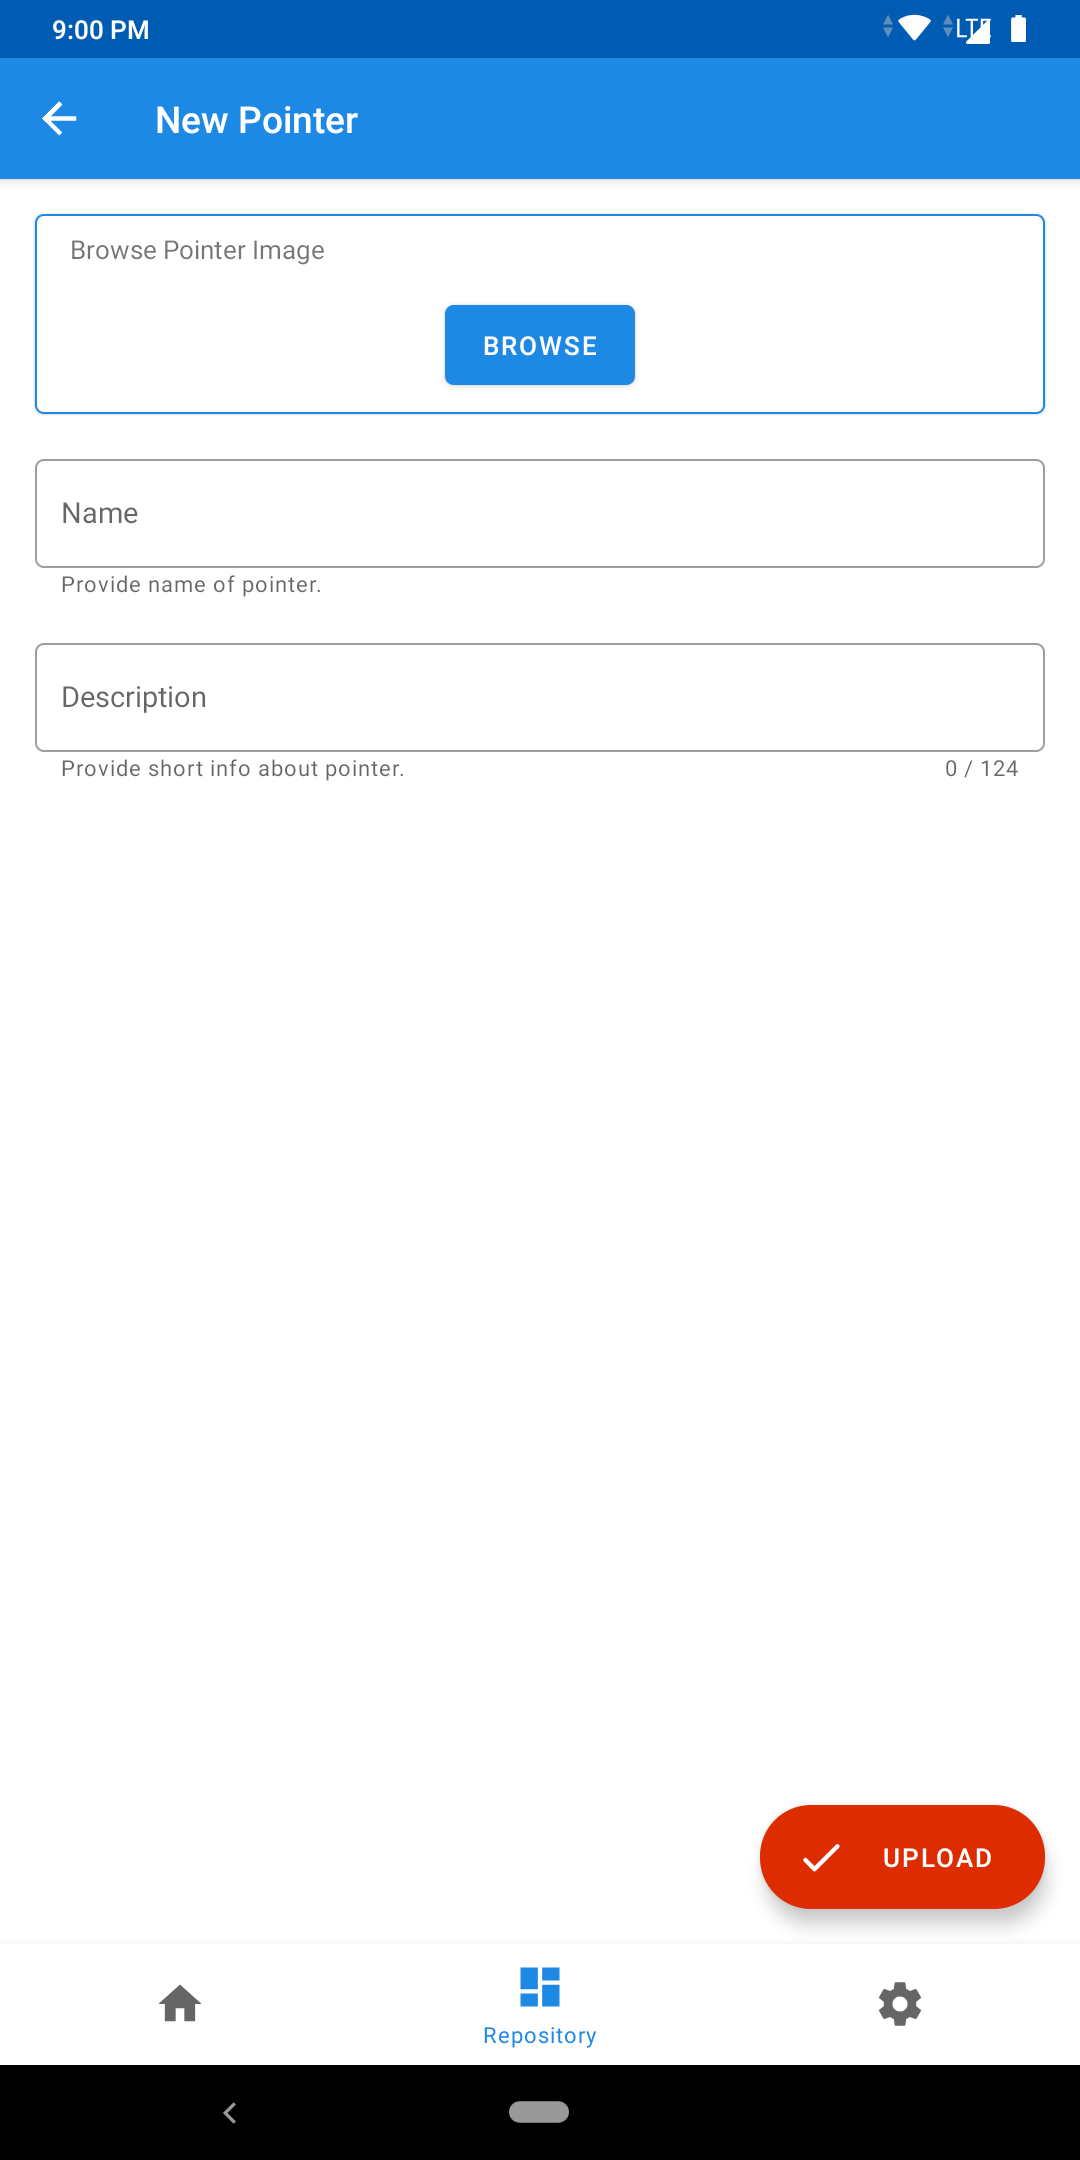 9:00 PM
LTE
New Pointer
Browse Pointer Image
BROWSE
Name
Provide name of pointer.
Description
Provide short info about pointer.
0 / 124
UPLOAD
Repository